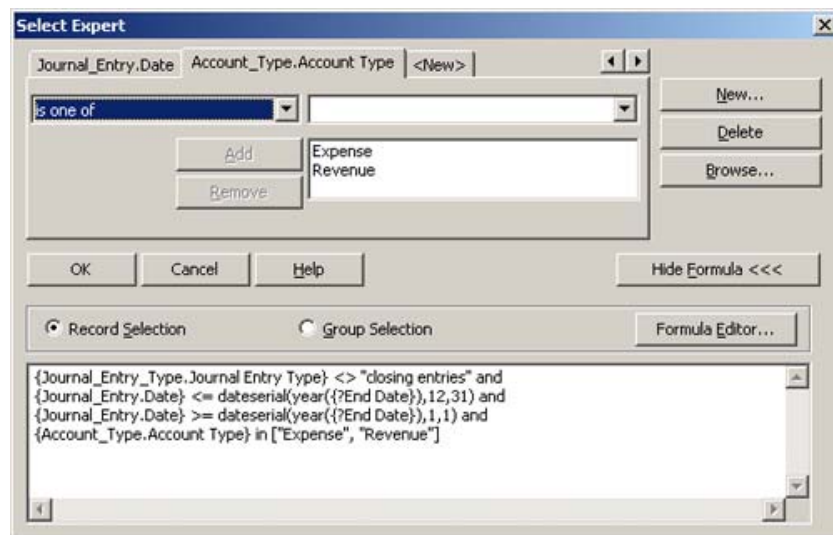 Select Expert
Journal_Entry.Date Account_Type.Account Type <New>
is one of
New...
Delete
Browse...
Add
Remove
Expense
Revenue
OK Cancel Help Hide Formula <<<
Record Selection Group Selection Formula Editor...
{Journal_Entry_Type.Journal Entry Type} <> "closing entries" and
{Journal_Entry.Date} <= dateserial(year({?End Date}),12,31) and
{Journal_Entry.Date} >= dateserial(year({?End Date}),1,1) and
{Account_Type.Account Type} in ["Expense", "Revenue"]